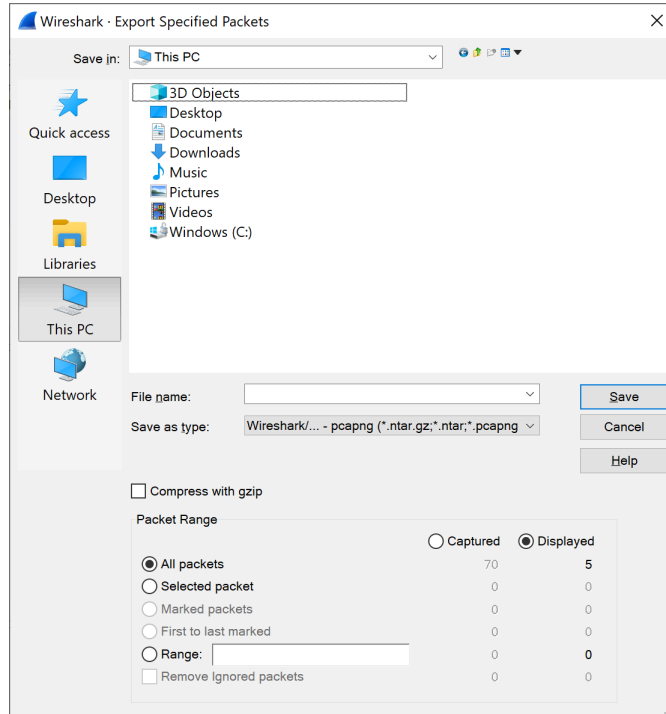 Wireshark · Export Specified Packets
Save in: This PC
3D Objects
Desktop
Documents
Downloads
Music
Pictures
Videos
Windows (C:)
Quick access
Desktop
Libraries
This PC
Network
File name:
Save
Save as type: Wireshark/... - pcapng (*.ntar.gz;*.ntar;*.pcapng
Cancel
Help
Compress with gzip
Packet Range
Captured Displayed
All packets 70 5
Selected packet 0 0
Marked packets 0 0
First to last marked 0 0
Range: 0 0
Remove Ignored packets 0 0